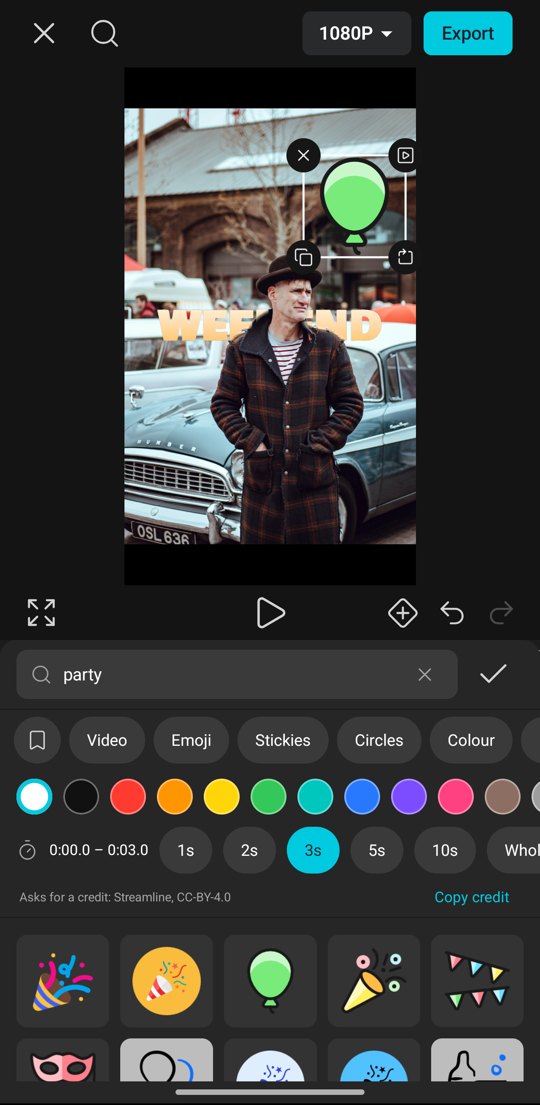 1080P
Export
WEEKEND
HUMBER
OSL 636
party
Video
Emoji
Stickies
Circles
Colour
0:00.0 – 0:03.0
1s
2s
3s
5s
10s
Whol
Asks for a credit: Streamline, CC-BY-4.0
Copy credit